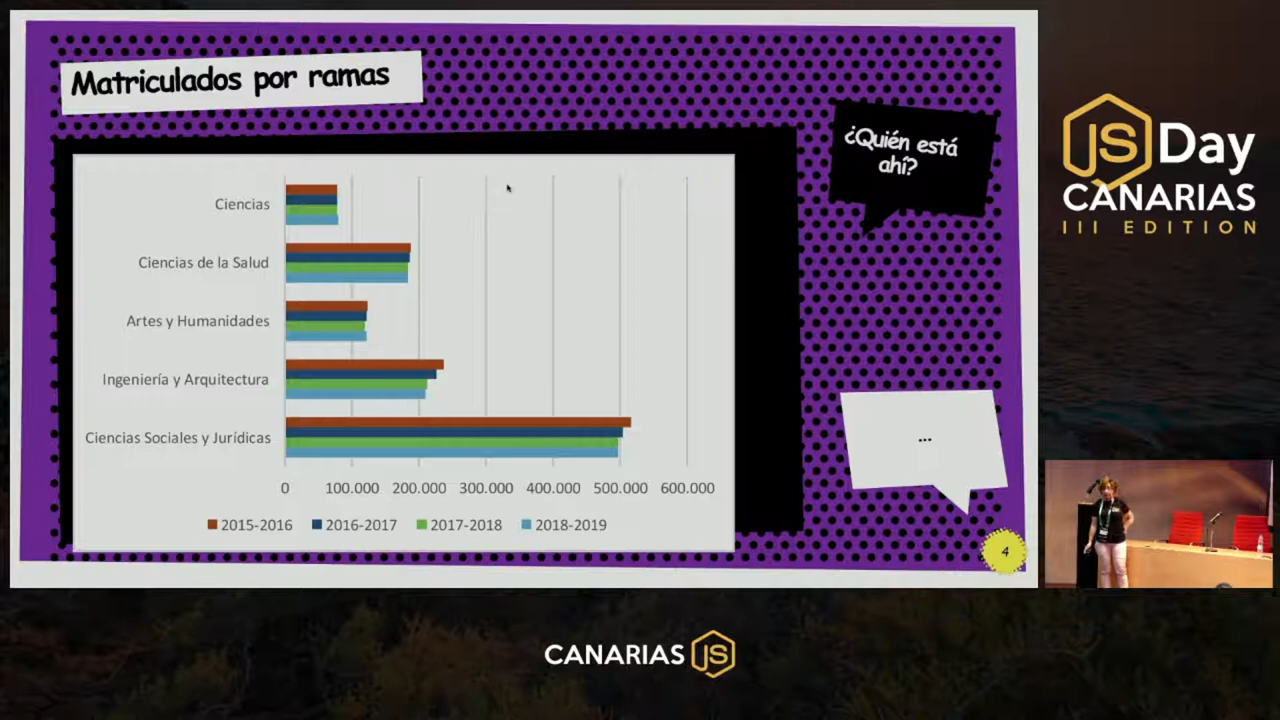 Matriculados por ramas
¿Quién está
ahí?
Ciencias
Ciencias de la Salud
Artes y Humanidades
Ingeniería y Arquitectura
Ciencias Sociales y Jurídicas
0 100.000 200.000 300.000 400.000 500.000 600.000
2015-2016 2016-2017 2017-2018 2018-2019
...
4
JS Day
CANARIAS
III EDITION
CANARIAS JS